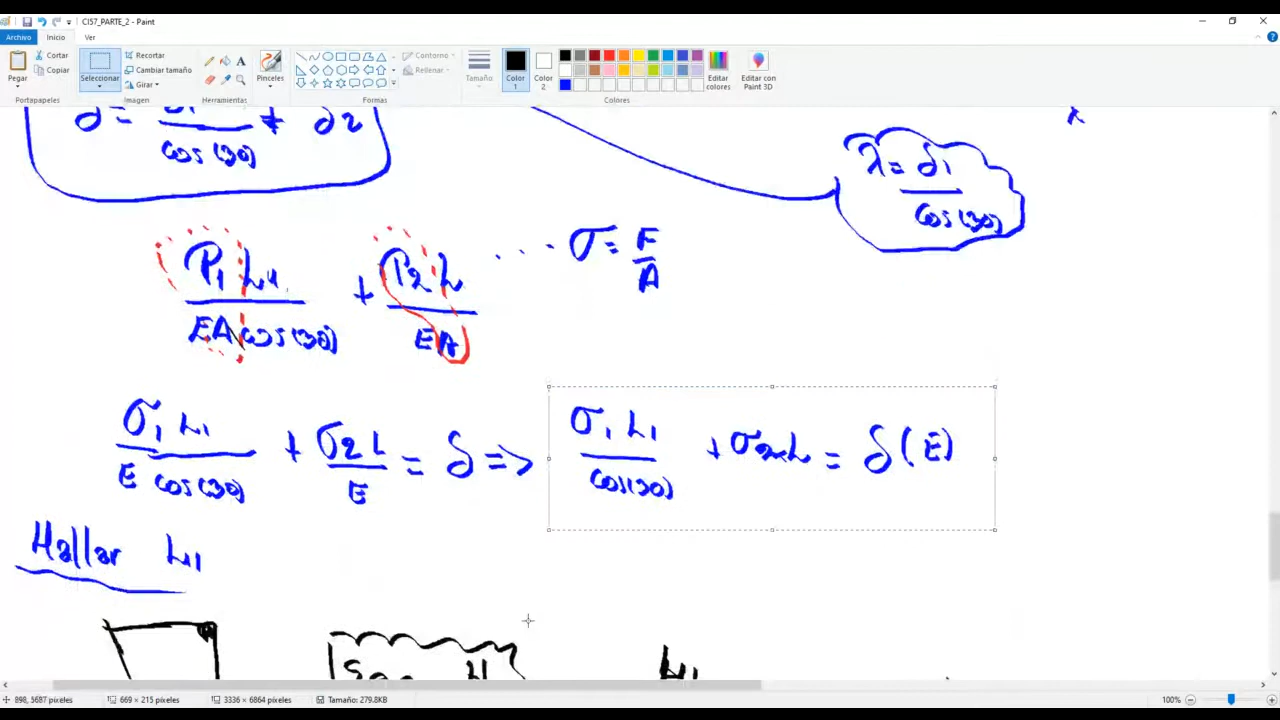 CI57_PARTE_2 - Paint
Archivo Inicio Ver
Pegar
Cortar
Copiar
Portapapeles
Seleccionar
Recortar
Cambiar tamaño
Girar
Imagen
Herramientas
Pinceles
Formas
Contorno
Rellenar
Tamaño
Color 1
Color 2
Editar colores
Editar con Paint 3D
Colores
δ = / cos(30) + δ2
λ = δ1 / cos(30)
P1 L1 / EA cos(30) + P2 L / EA ... σ = F / A
σ1 L1 / E cos(30) + σ2 L / E = δ => σ1 L1 / cos(30) + σ2 L = δ(E)
Hallar L1
898, 5687 píxeles
669 × 215 píxeles
3336 × 6864 píxeles
Tamaño: 279.8KB
100%